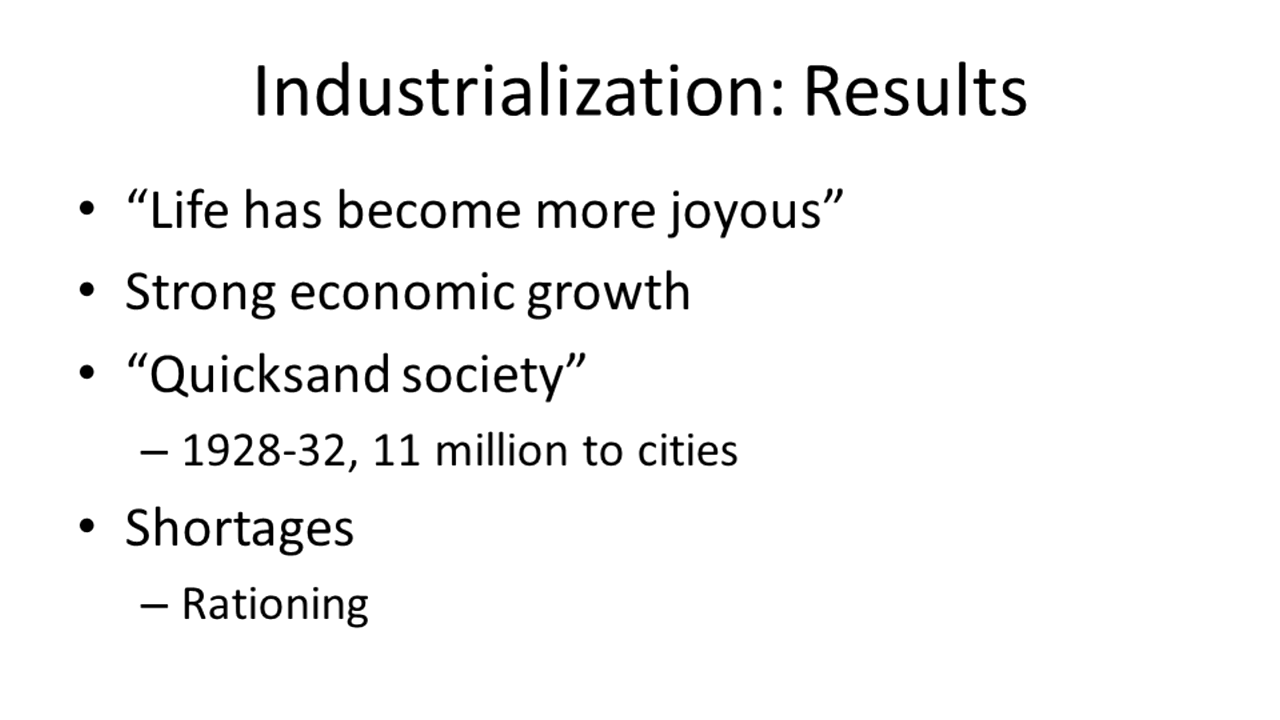 Industrialization: Results
• “Life has become more joyous”
• Strong economic growth
• “Quicksand society”
– 1928-32, 11 million to cities
• Shortages
– Rationing